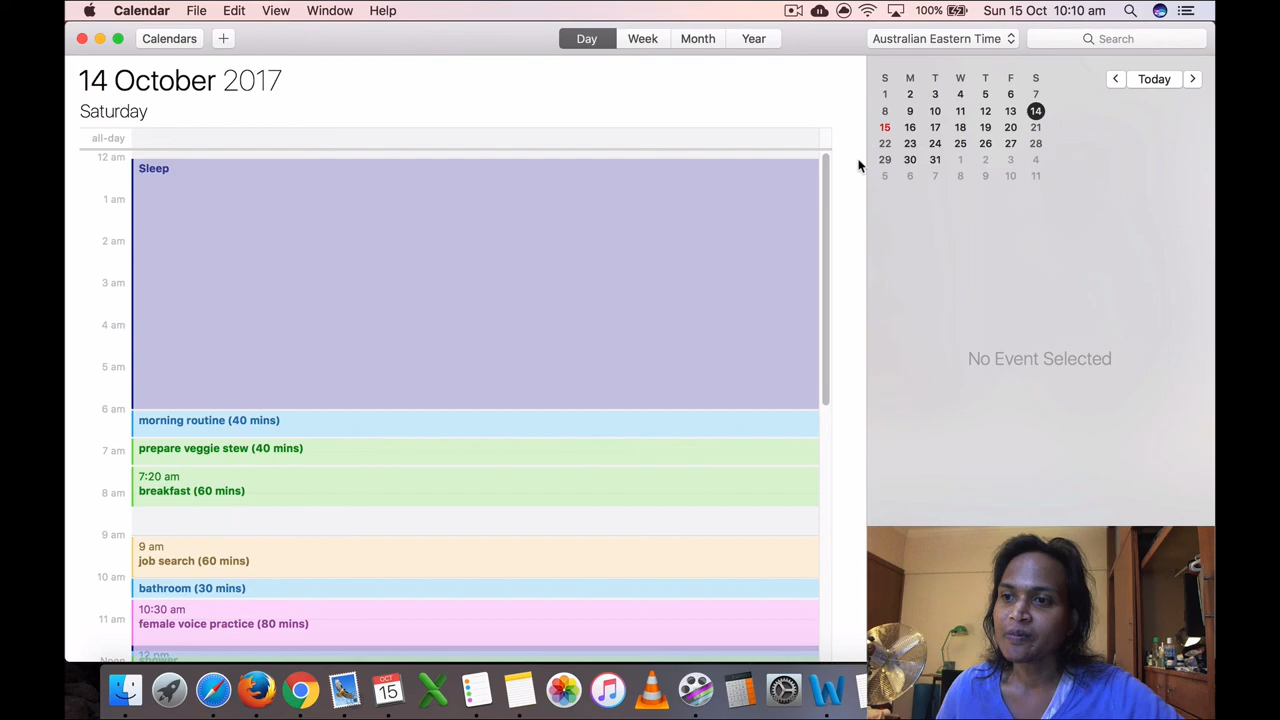 Calendar File Edit View Window Help 100% Sun 15 Oct 10:10 am
Calendars + Day Week Month Year Australian Eastern Time Search
14 October 2017
Saturday
all-day
12 am
Sleep
1 am
2 am
3 am
4 am
5 am
6 am
morning routine (40 mins)
7 am
prepare veggie stew (40 mins)
7:20 am
breakfast (60 mins)
8 am
9 am
9 am
job search (60 mins)
10 am
bathroom (30 mins)
10:30 am
11 am
female voice practice (80 mins)
12 pm
Noon
shower
S M T W T F S
1 2 3 4 5 6 7
8 9 10 11 12 13 14
15 16 17 18 19 20 21
22 23 24 25 26 27 28
29 30 31 1 2 3 4
5 6 7 8 9 10 11
Today
No Event Selected
OCT
15